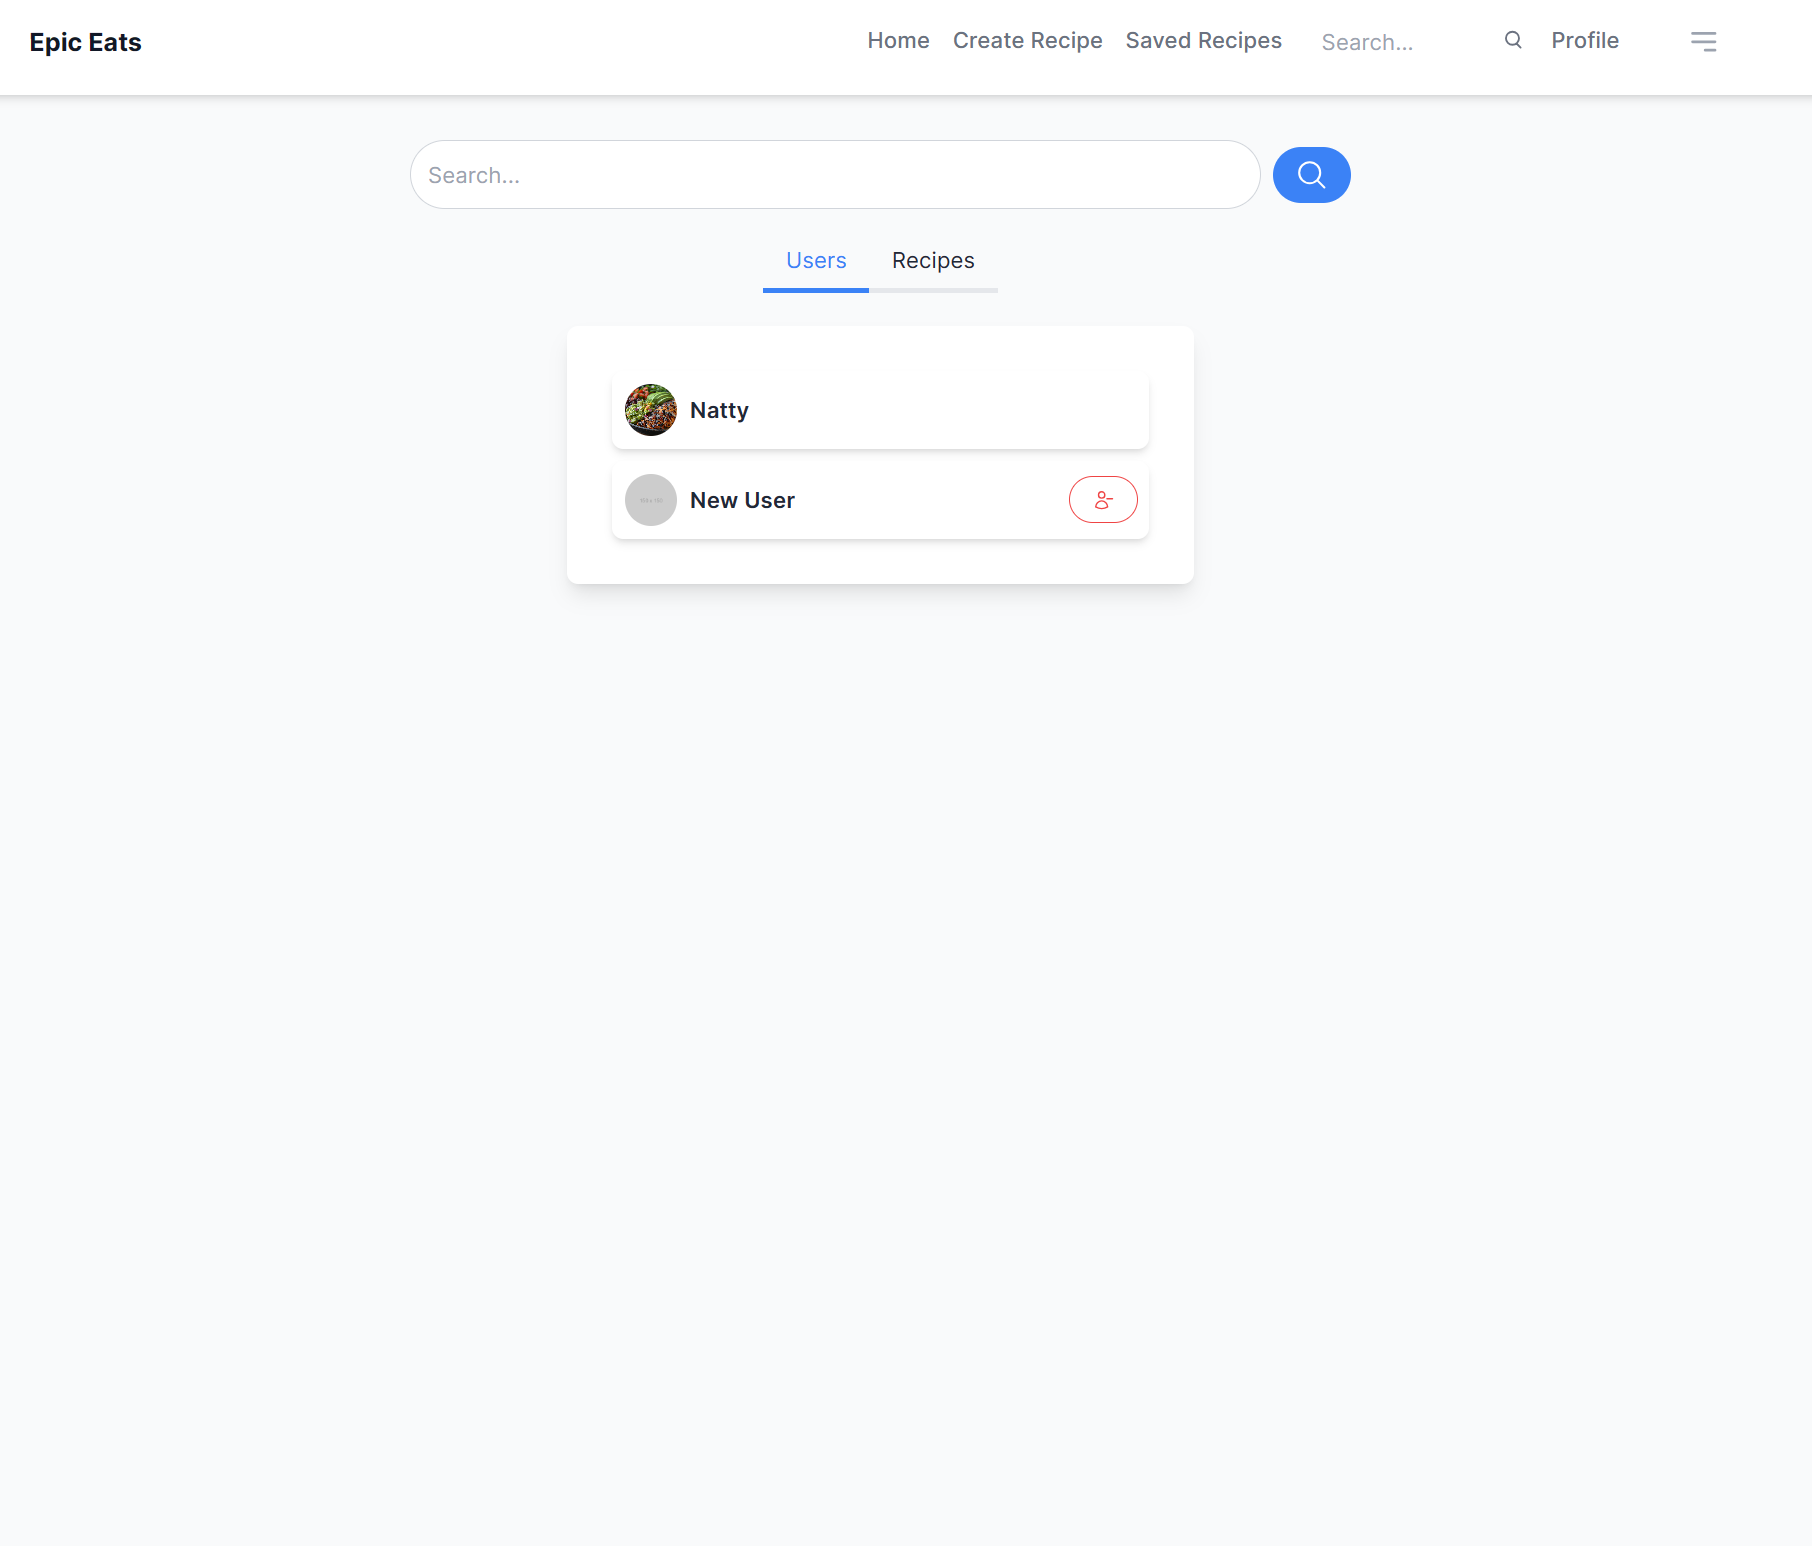 Epic Eats
Home Create Recipe Saved Recipes Search... Profile
Search...
Users Recipes
Natty
New User